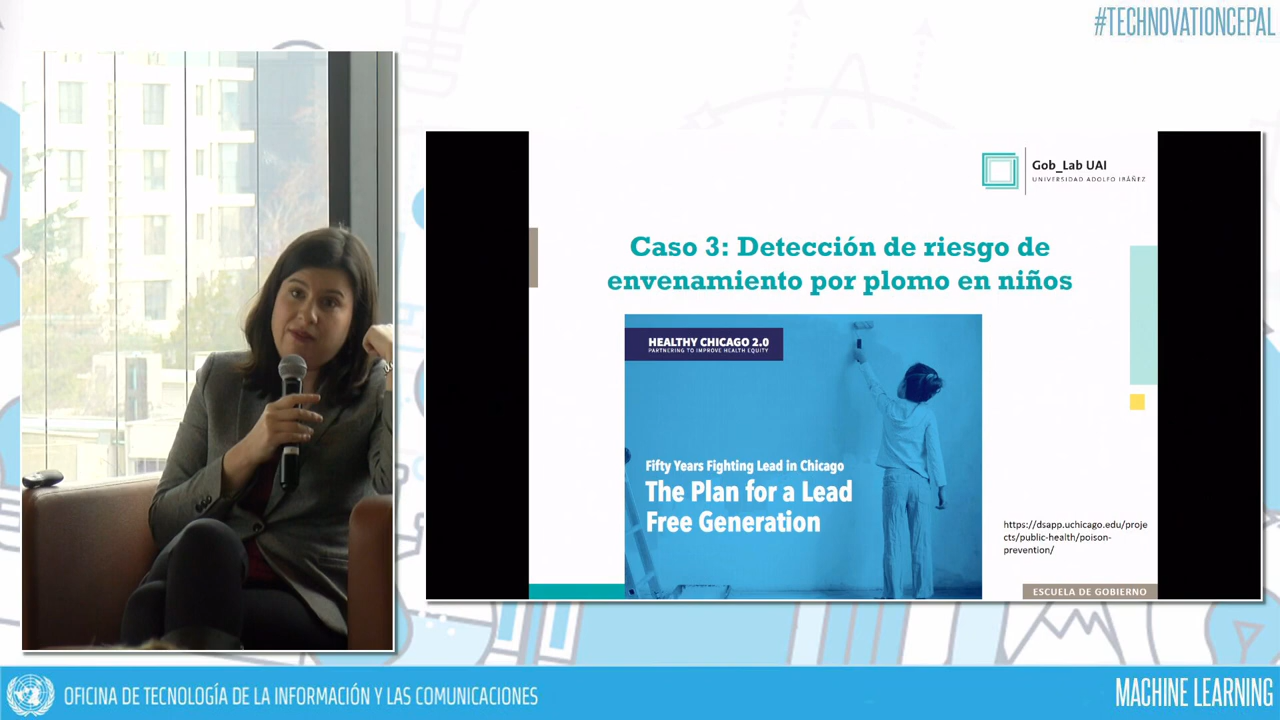 #TECHNOVATIONCEPAL
Gob_Lab UAI
UNIVERSIDAD ADOLFO IBÁÑEZ
Caso 3: Detección de riesgo de
envenamiento por plomo en niños
HEALTHY CHICAGO 2.0
PARTNERING TO IMPROVE HEALTH EQUITY
Fifty Years Fighting Lead in Chicago
The Plan for a Lead
Free Generation
https://dsapp.uchicago.edu/proje
cts/public-health/poison-
prevention/
ESCUELA DE GOBIERNO
OFICINA DE TECNOLOGÍA DE LA INFORMACIÓN Y LAS COMUNICACIONES
MACHINE LEARNING